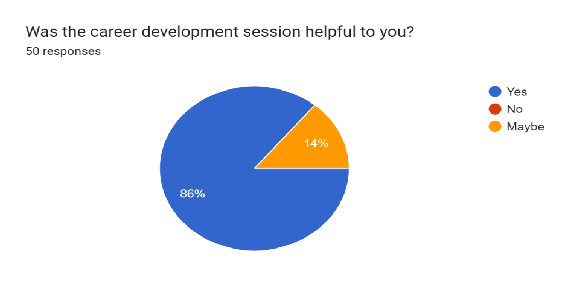 Was the career development session helpful to you?
50 responses
Yes
No
Maybe
14%
86%